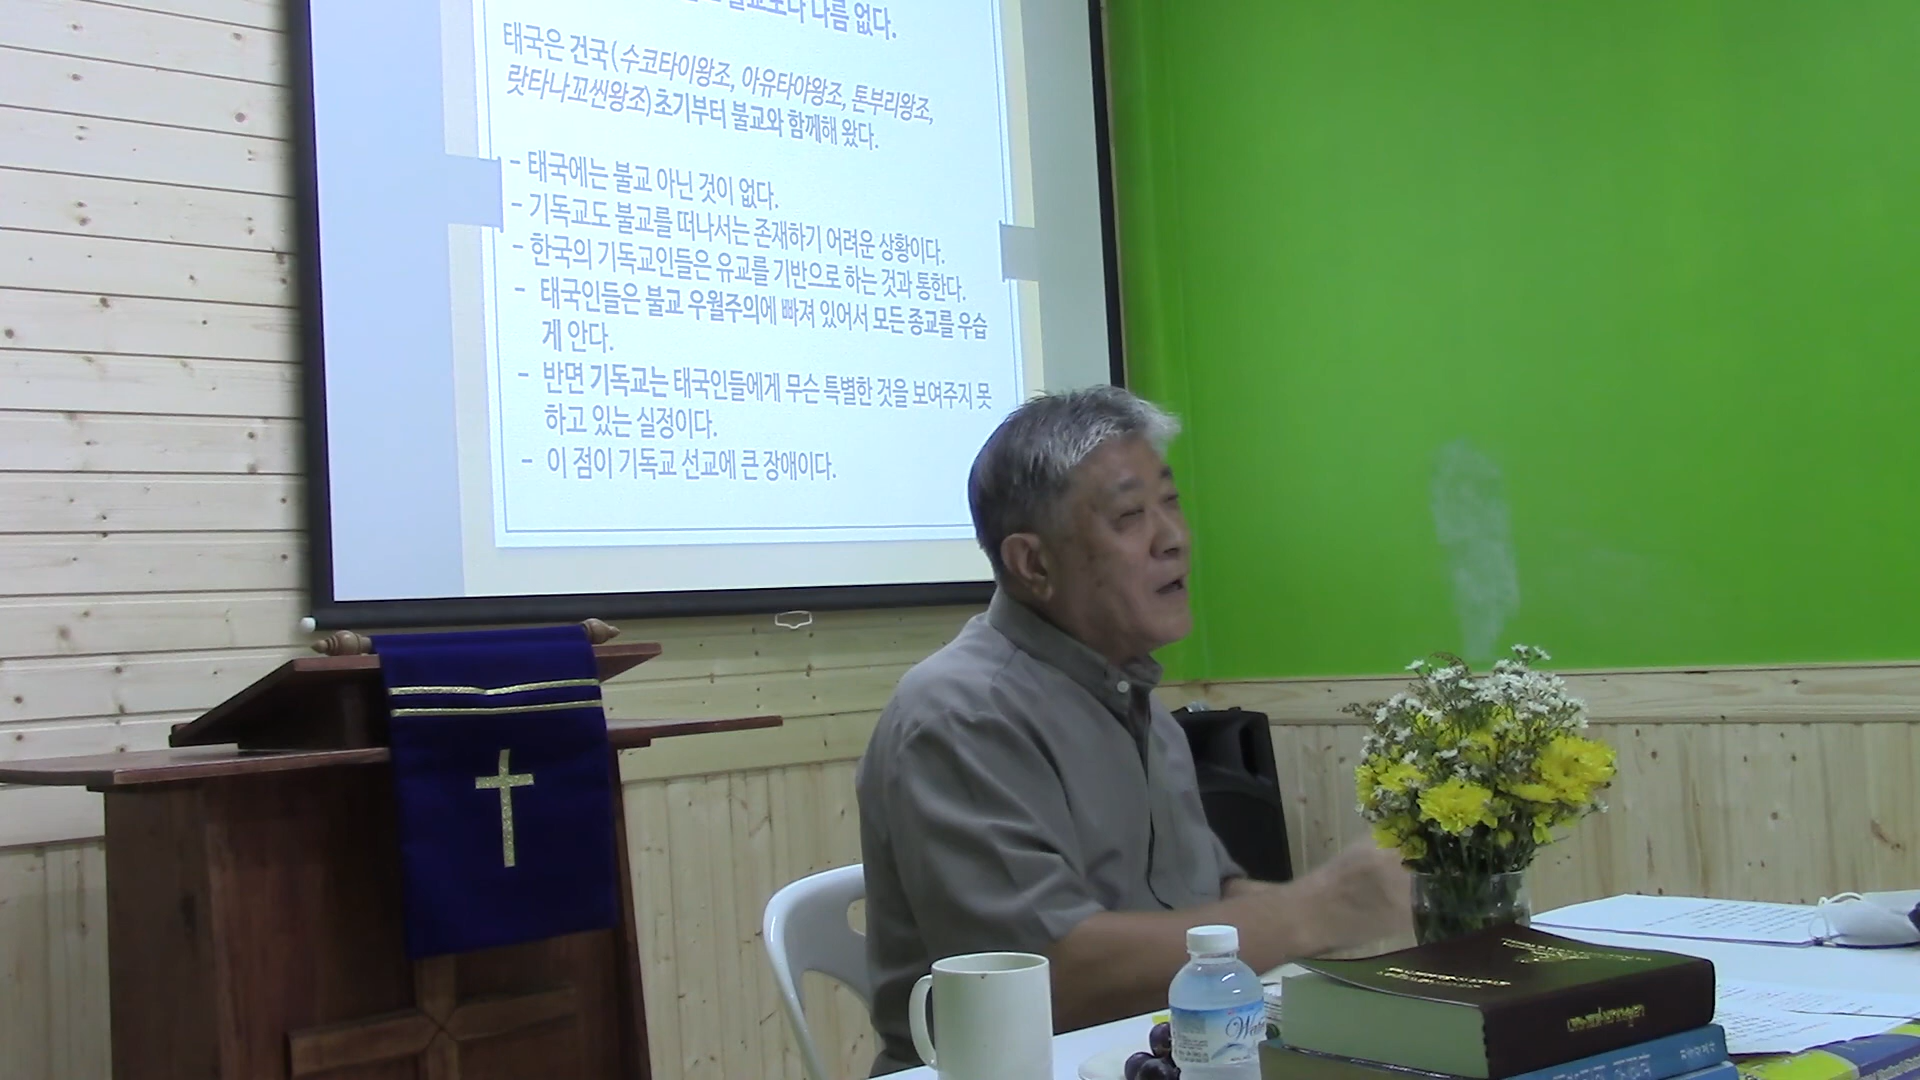 나름 없다.
태국은 건국( 수코타이왕조, 아유타야왕조, 톤부리왕조,
랏타나꼬씬왕조)초기부터 불교와 함께해 왔다.
- 태국에는 불교 아닌 것이 없다.
- 기독교도 불교를 떠나서는 존재하기 어려운 상황이다.
- 한국의 기독교인들은 유교를 기반으로 하는 것과 통한다.
- 태국인들은 불교 우월주의에 빠져 있어서 모든 종교를 우습
게 안다.
- 반면 기독교는 태국인들에게 무슨 특별한 것을 보여주지 못
하고 있는 실정이다.
- 이 점이 기독교 선교에 큰 장애이다.